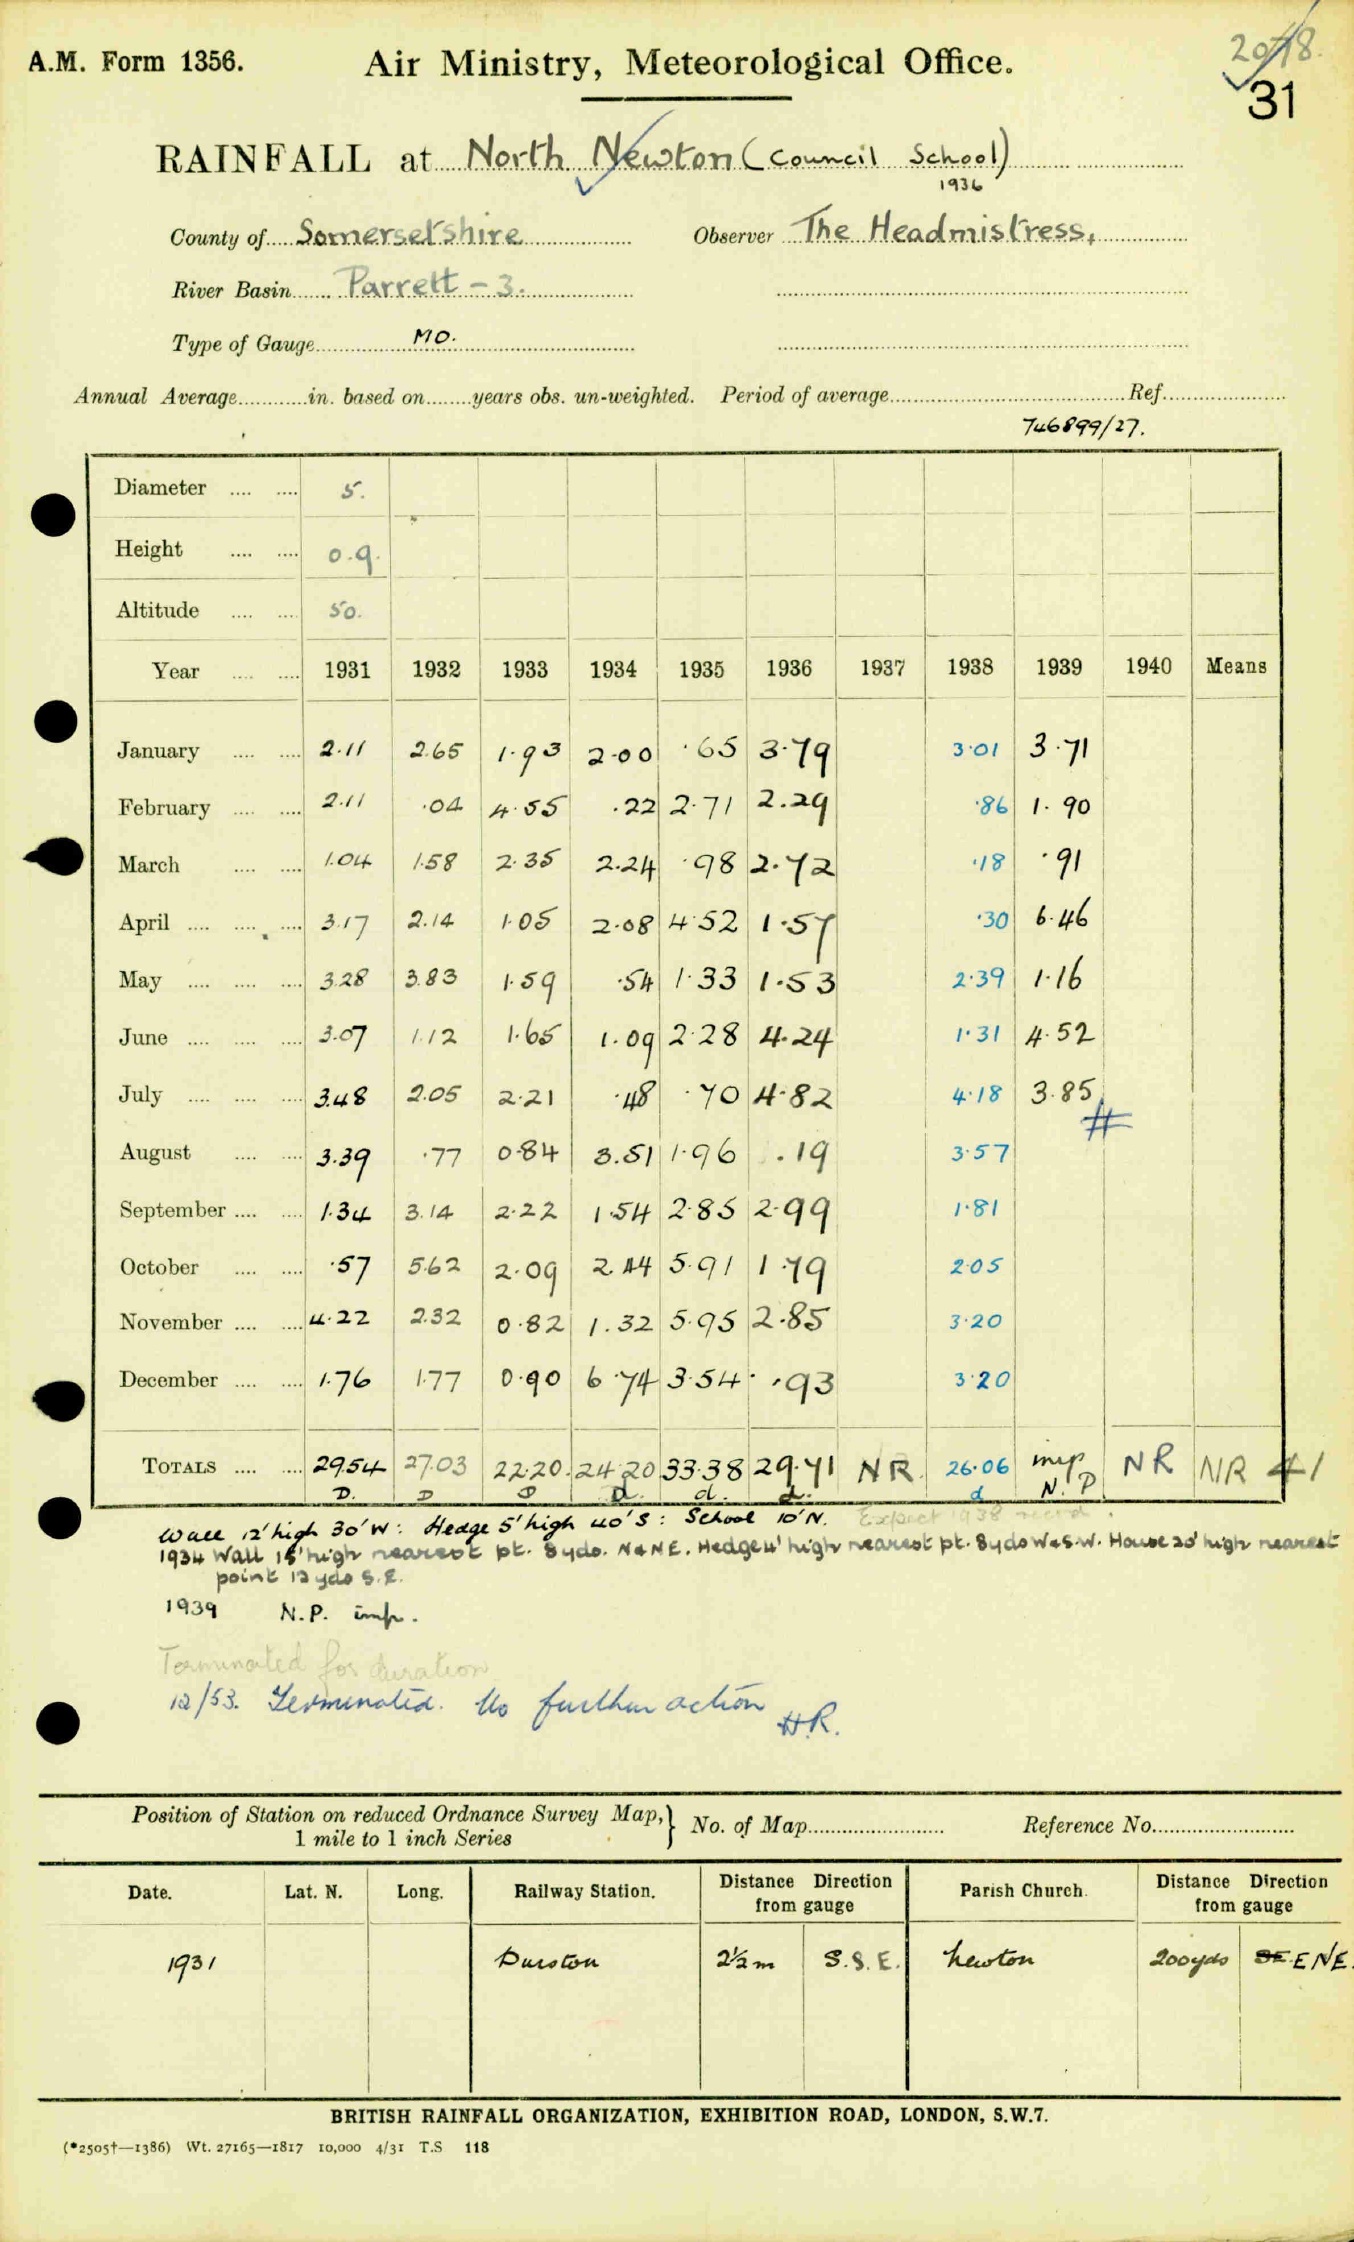 A.M. Form 1356.
Air Ministry, Meteorological Office.
31
RAINFALL at North Newton (Council School)
1936
County of Somersetshire Observer The Headmistress,
River Basin Parrett - 3.
Type of Gauge MO.
Annual Average in. based on years obs. un-weighted. Period of average Ref.
746899/27.
Diameter 5.
Height 0.9.
Altitude 50.
Year 1931 1932 1933 1934 1935 1936 1937 1938 1939 1940 Means
January 2.11 2.65 1.93 2.00 .65 3.79 3.01 3.71
February 2.11 .04 4.55 .22 2.71 2.29 .86 1.90
March 1.04 1.58 2.35 2.24 .98 2.72 .18 .91
April 3.17 2.14 1.05 2.08 4.52 1.57 .30 6.46
May 3.28 3.83 1.59 .54 1.33 1.53 2.39 1.16
June 3.07 1.12 1.65 1.09 2.28 4.24 1.31 4.52
July 3.48 2.05 2.21 .48 .70 4.82 4.18 3.85
#
August 3.39 .77 0.84 3.51 1.96 .19 3.57
September 1.34 3.14 2.22 1.54 2.85 2.99 1.81
October .57 5.62 2.09 2.44 5.91 1.79 2.05
November 4.22 2.32 0.82 1.32 5.95 2.85 3.20
December 1.76 1.77 0.90 6.74 3.54 .93 3.20
TOTALS 29.54 27.03 22.20 24.20 33.38 29.71 NR 26.06 imp NR NR 41
D. D D d. d. d. d N.P
Wall 12' high 30' W: Hedge 5' high 40' S: School 10' N. Expect 1938 record.
1934 Wall 15' high nearest pt. 8 yds. N & NE. Hedge 4' high nearest pt. 8 yds W & S.W. House 20' high nearest
point 12 yds S.E.
1939 N.P. imp.
Terminated for duration
12/53. Terminated. No further action
H.R.
Position of Station on reduced Ordnance Survey Map,} No. of Map Reference No.
1 mile to 1 inch Series
Date. Lat. N. Long. Railway Station. Distance Direction from gauge Parish Church. Distance Direction from gauge
1931 Durston 2½ m S.S.E. Newton 200 yds SE ENE.
BRITISH RAINFALL ORGANIZATION, EXHIBITION ROAD, LONDON, S.W.7.
(*2505†—1386) Wt. 27165—1817 10,000 4/31 T.S 118